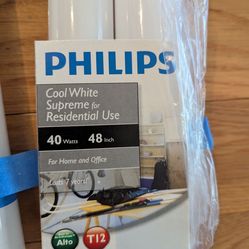 PHILIPS
Cool White
Supreme for
Residential Use
40 Watts 48 Inch
For Home and Office
Lasts 7 years!
Alto
T12